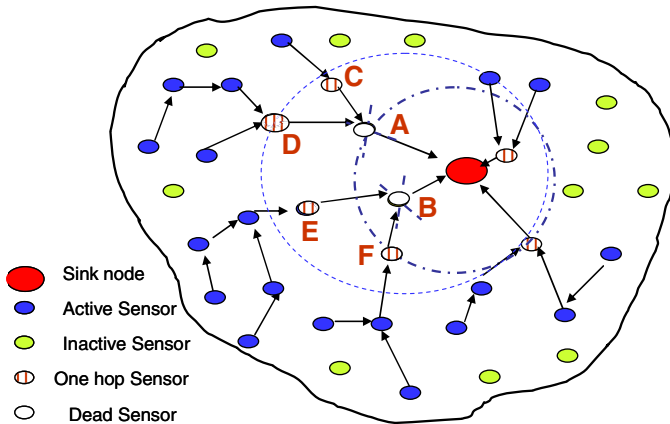 C
A
D
B
E
F
Sink node
Active Sensor
Inactive Sensor
One hop Sensor
Dead Sensor